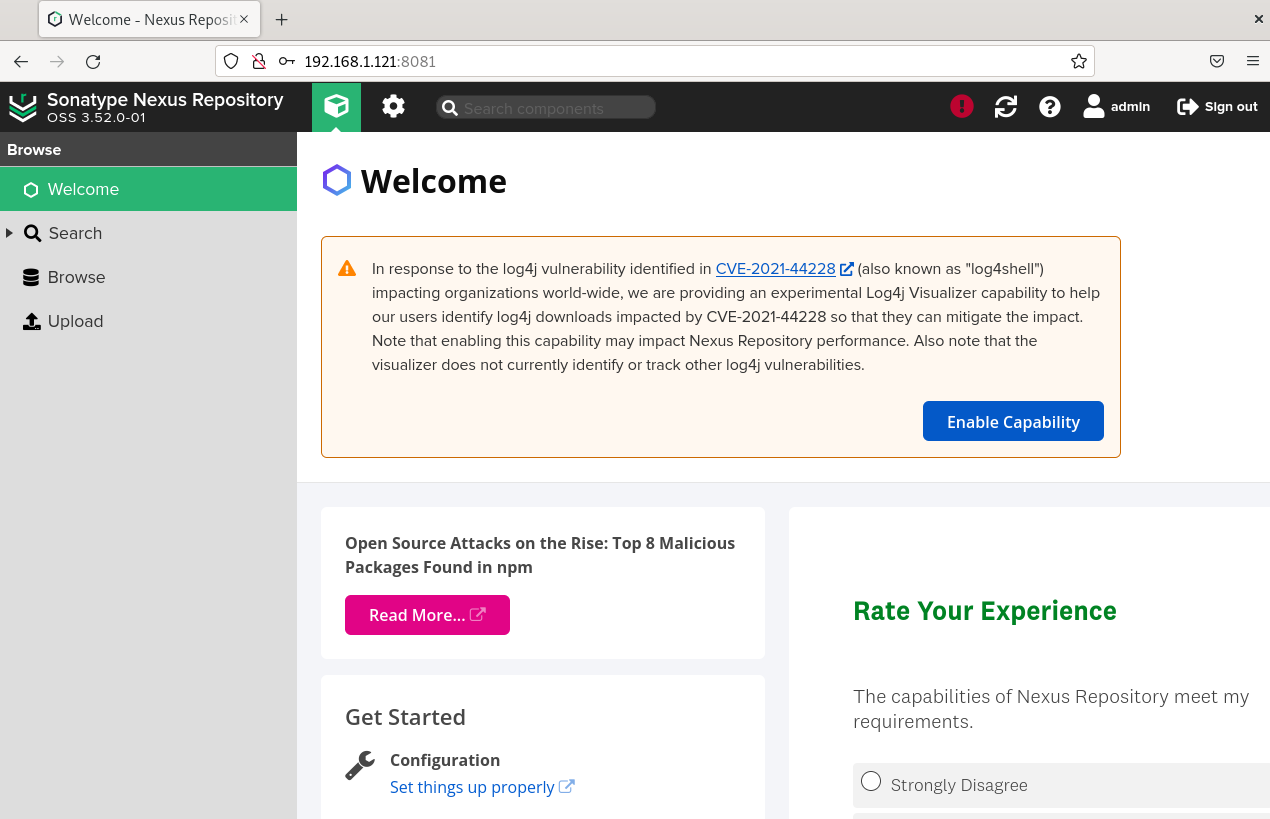 Welcome - Nexus Reposit
192.168.1.121:8081
Sonatype Nexus Repository
OSS 3.52.0-01
Search components
admin
Sign out
Browse
Welcome
Search
Browse
Upload
Welcome
In response to the log4j vulnerability identified in CVE-2021-44228 (also known as "log4shell")
impacting organizations world-wide, we are providing an experimental Log4j Visualizer capability to help
our users identify log4j downloads impacted by CVE-2021-44228 so that they can mitigate the impact.
Note that enabling this capability may impact Nexus Repository performance. Also note that the
visualizer does not currently identify or track other log4j vulnerabilities.
Enable Capability
Open Source Attacks on the Rise: Top 8 Malicious
Packages Found in npm
Read More...
Get Started
Configuration
Set things up properly
Rate Your Experience
The capabilities of Nexus Repository meet my
requirements.
Strongly Disagree